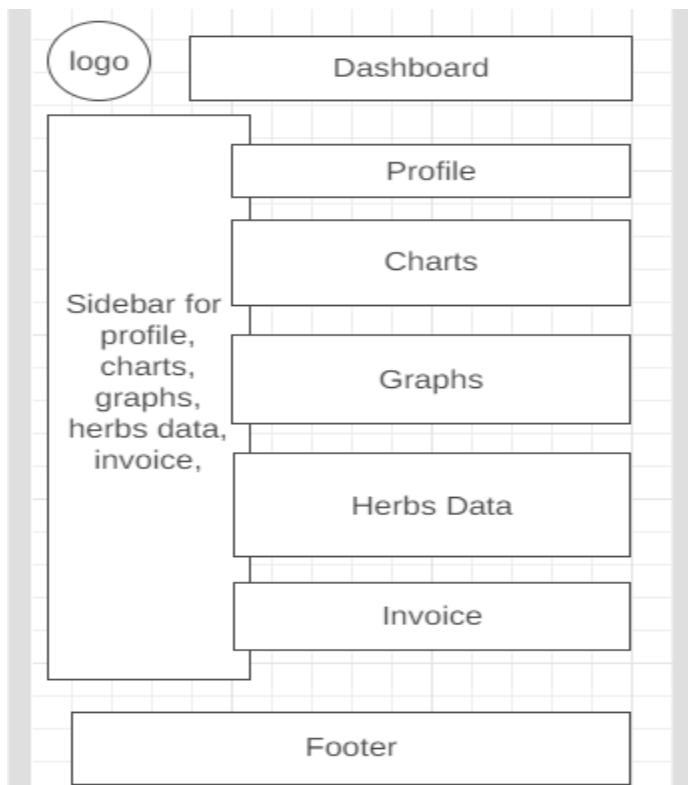 logo
Dashboard
Profile
Charts
Sidebar for
profile,
charts,
graphs,
herbs data,
invoice,
Graphs
Herbs Data
Invoice
Footer